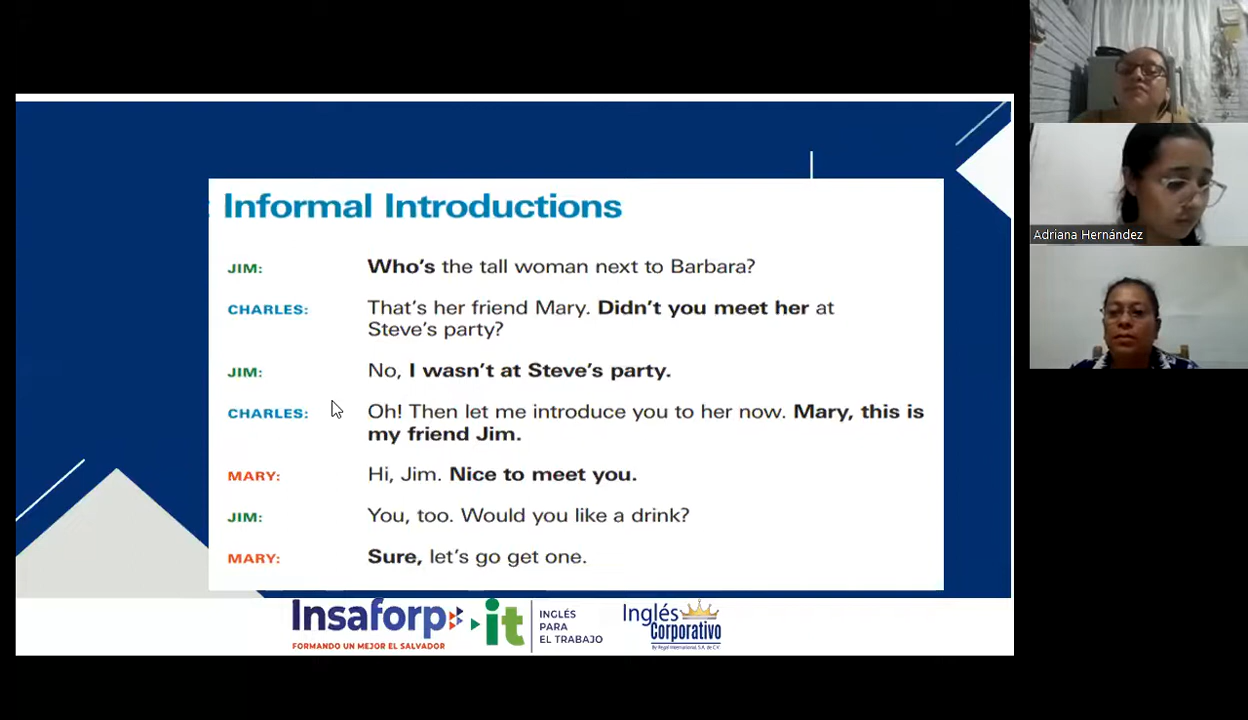 Informal Introductions
JIM: Who's the tall woman next to Barbara?
CHARLES: That's her friend Mary. Didn't you meet her at
Steve's party?
JIM: No, I wasn't at Steve's party.
CHARLES: Oh! Then let me introduce you to her now. Mary, this is
my friend Jim.
MARY: Hi, Jim. Nice to meet you.
JIM: You, too. Would you like a drink?
MARY: Sure, let's go get one.
Insaforp
FORMANDO UN MEJOR EL SALVADOR
it
INGLÉS
PARA
EL TRABAJO
Inglés
Corporativo
By Regal International, S.A. de C.V.
Adriana Hernández